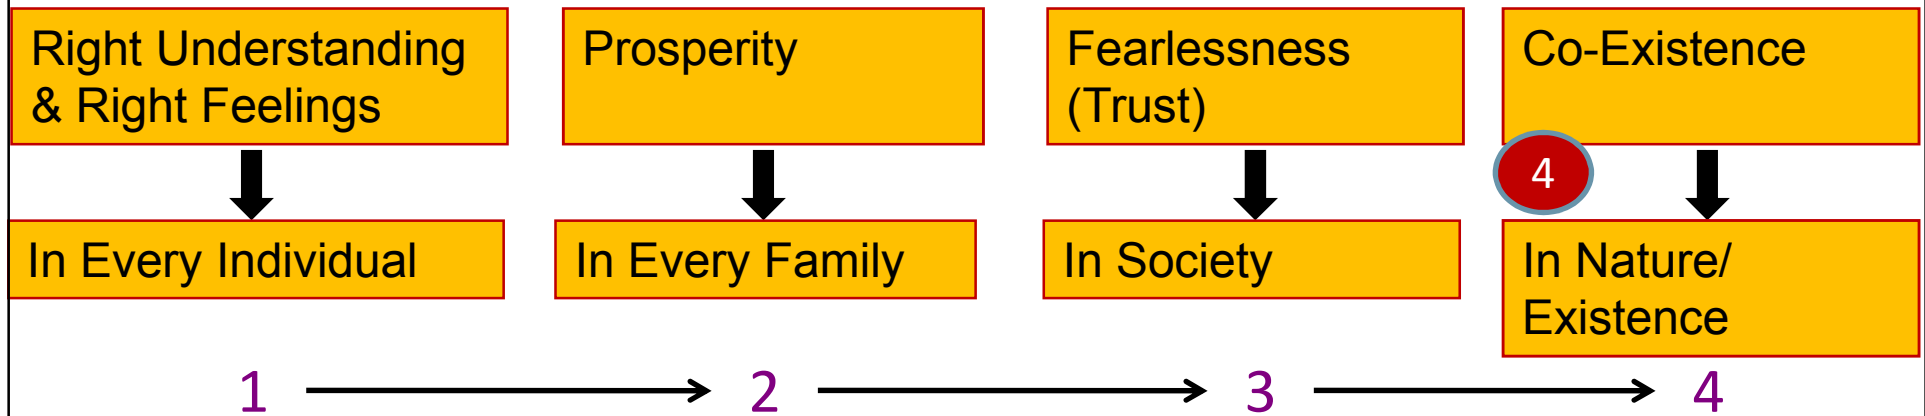 Right Understanding
& Right Feelings
Prosperity
Fearlessness
(Trust)
Co-Existence
4
In Every Individual
In Every Family
In Society
In Nature/
Existence
1
2
3
4